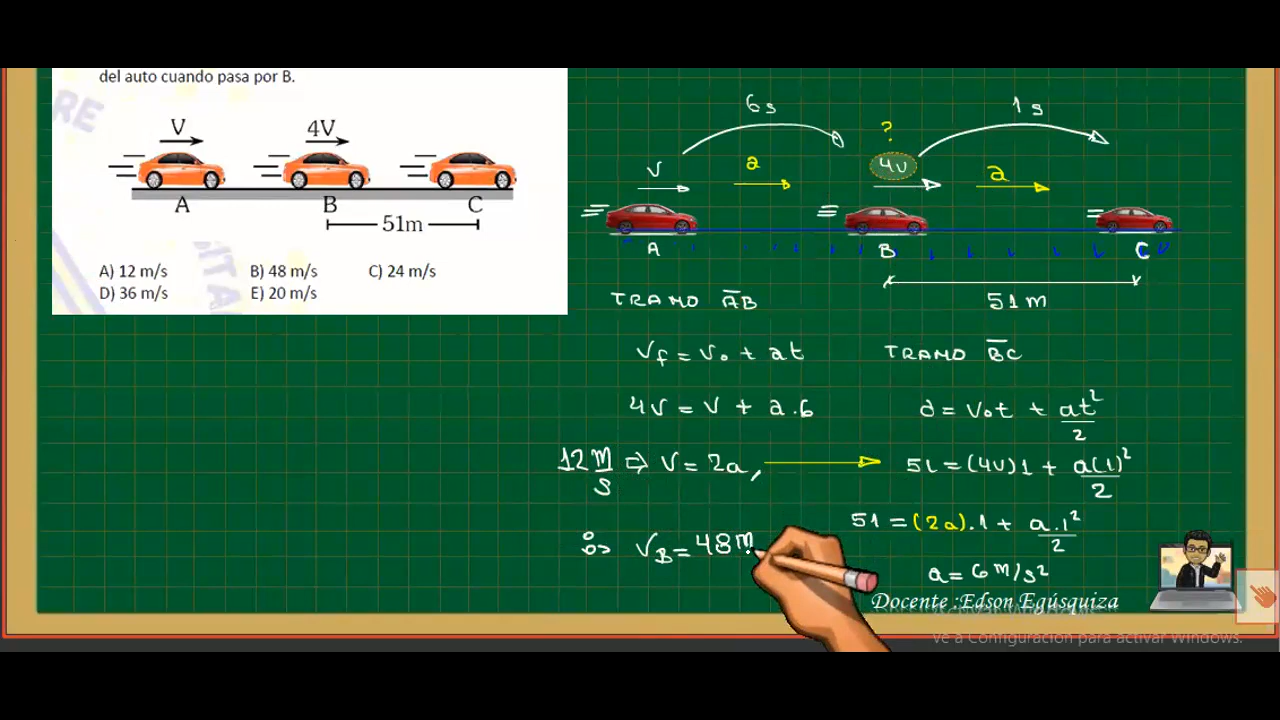 del auto cuando pasa por B.
V 4V
A B C
51m
A) 12 m/s B) 48 m/s C) 24 m/s
D) 36 m/s E) 20 m/s
6s 1s
?
v a 4v a
A B C
51m
TRAMO AB
Vf = Vo + at
4v = v + a.6
12 m/s ⇒ v = 2a,
∴ VB = 48 m
TRAMO BC
d = Vot + at²/2
51 = (4v)1 + a(1)²/2
51 = (2a).1 + a.1²/2
a = 6 m/s²
Docente :Edson Egúsquiza
Ve a Configuración para activar Windows.